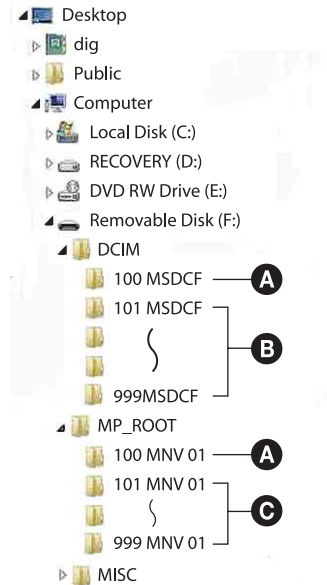 Desktop
dig
Public
Computer
Local Disk (C:)
RECOVERY (D:)
DVD RW Drive (E:)
Removable Disk (F:)
DCIM
100 MSDCF A
101 MSDCF
B
999MSDCF
MP_ROOT
100 MNV 01 A
101 MNV 01
C
999 MNV 01
MISC